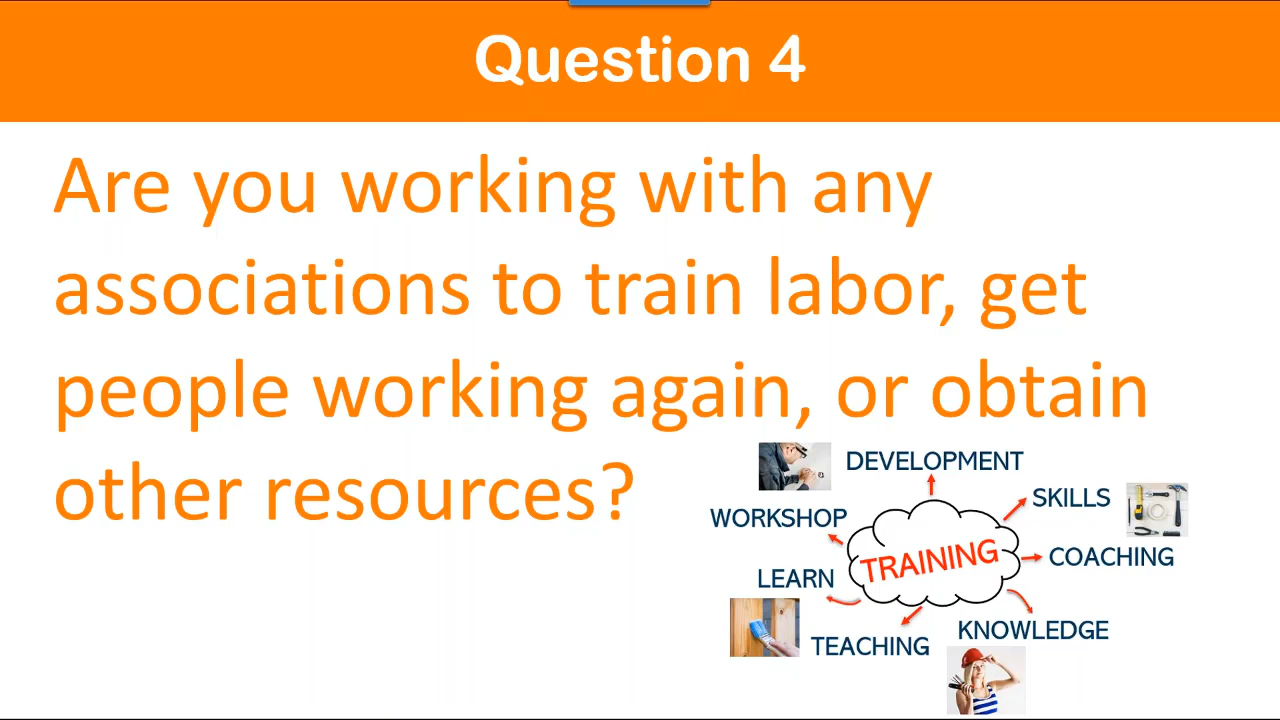 Question 4
Are you working with any
associations to train labor, get
people working again, or obtain
other resources?
DEVELOPMENT
SKILLS
WORKSHOP
TRAINING
COACHING
LEARN
KNOWLEDGE
TEACHING